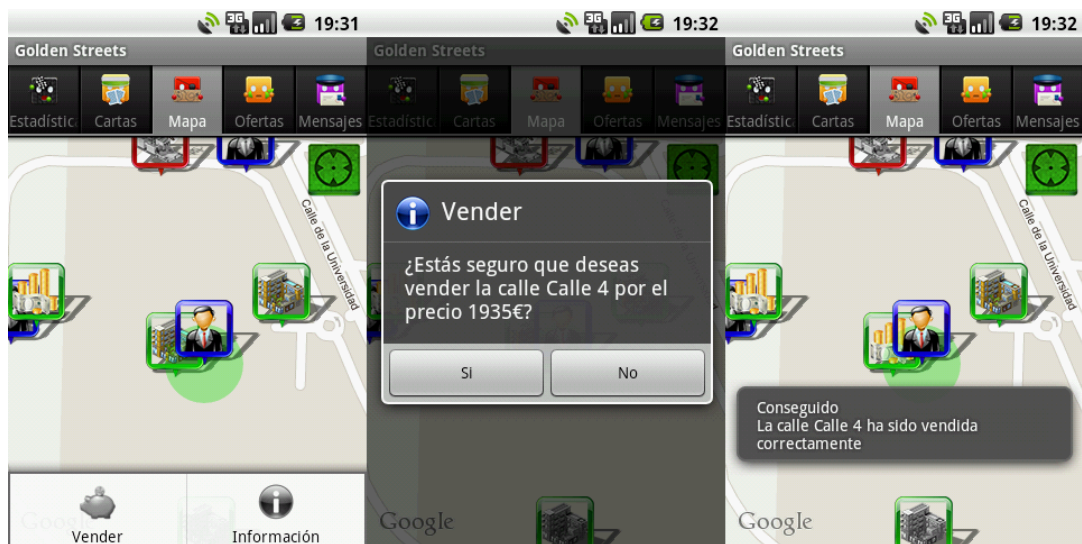 19:31
Golden Streets
Estadístic
Cartas
Mapa
Ofertas
Mensajes
Calle de la Universidad
Google
Vender
Información
19:32
Golden Streets
Estadístic
Cartas
Mapa
Ofertas
Mensajes
Vender
¿Estás seguro que deseas
vender la calle Calle 4 por el
precio 1935€?
Si
No
Google
19:32
Golden Streets
Estadístic
Cartas
Mapa
Ofertas
Mensajes
Calle de la Universidad
Conseguido
La calle Calle 4 ha sido vendida
correctamente
Google